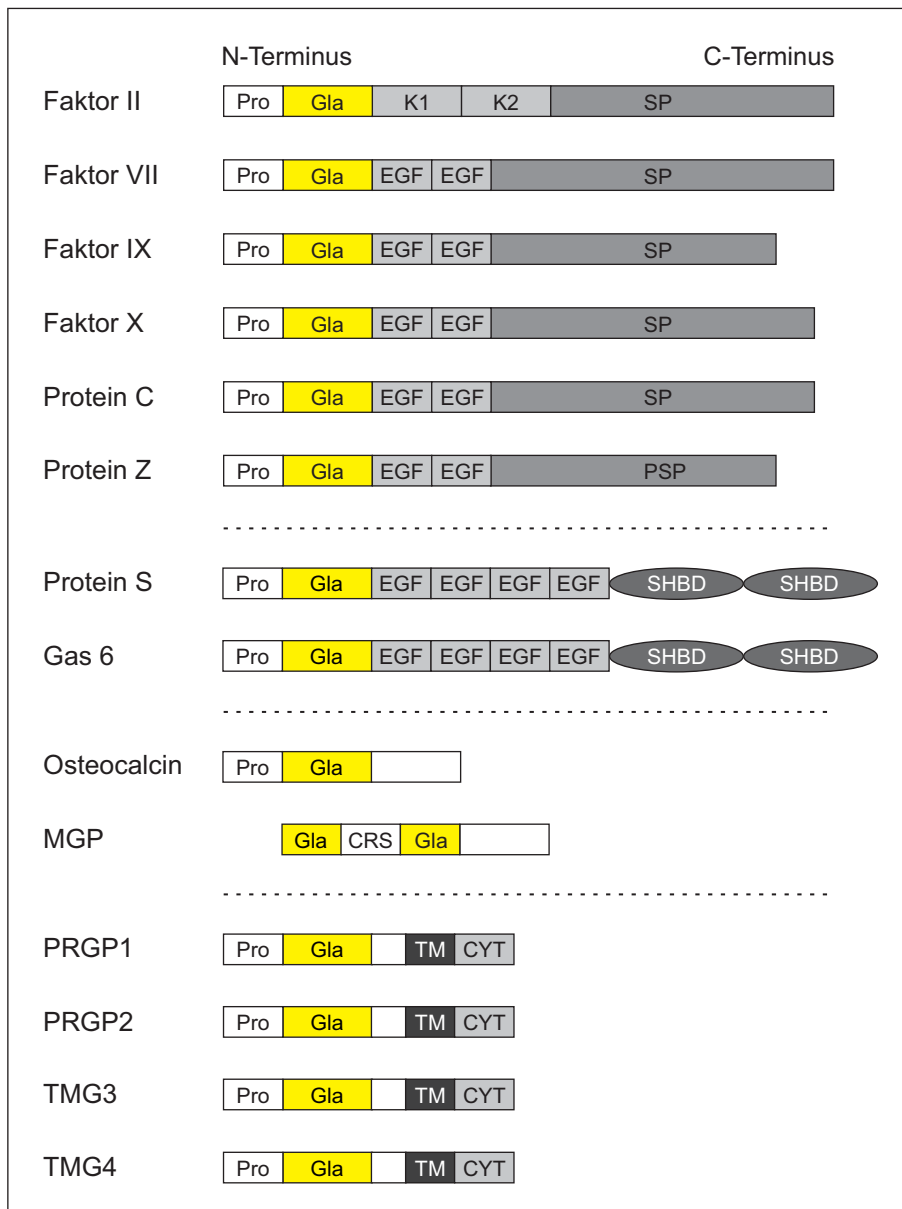 N-Terminus C-Terminus
Faktor II Pro Gla K1 K2 SP
Faktor VII Pro Gla EGF EGF SP
Faktor IX Pro Gla EGF EGF SP
Faktor X Pro Gla EGF EGF SP
Protein C Pro Gla EGF EGF SP
Protein Z Pro Gla EGF EGF PSP
Protein S Pro Gla EGF EGF EGF EGF SHBD SHBD
Gas 6 Pro Gla EGF EGF EGF EGF SHBD SHBD
Osteocalcin Pro Gla
MGP Gla CRS Gla
PRGP1 Pro Gla TM CYT
PRGP2 Pro Gla TM CYT
TMG3 Pro Gla TM CYT
TMG4 Pro Gla TM CYT